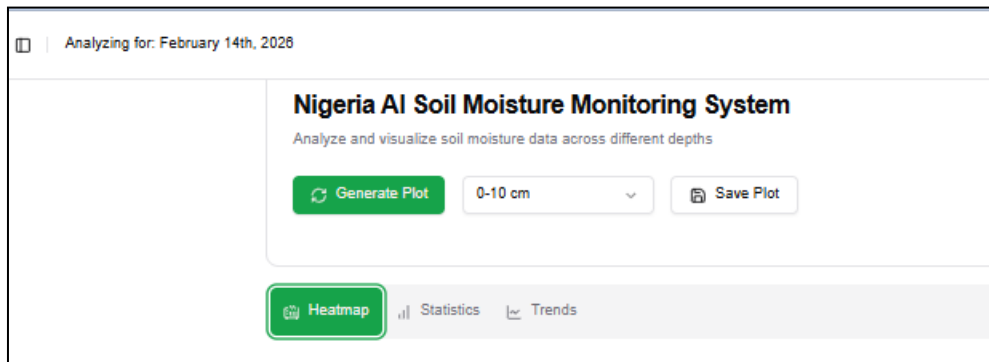 Analyzing for: February 14th, 2026
Nigeria AI Soil Moisture Monitoring System
Analyze and visualize soil moisture data across different depths
Generate Plot
0-10 cm
Save Plot
Heatmap
Statistics
Trends